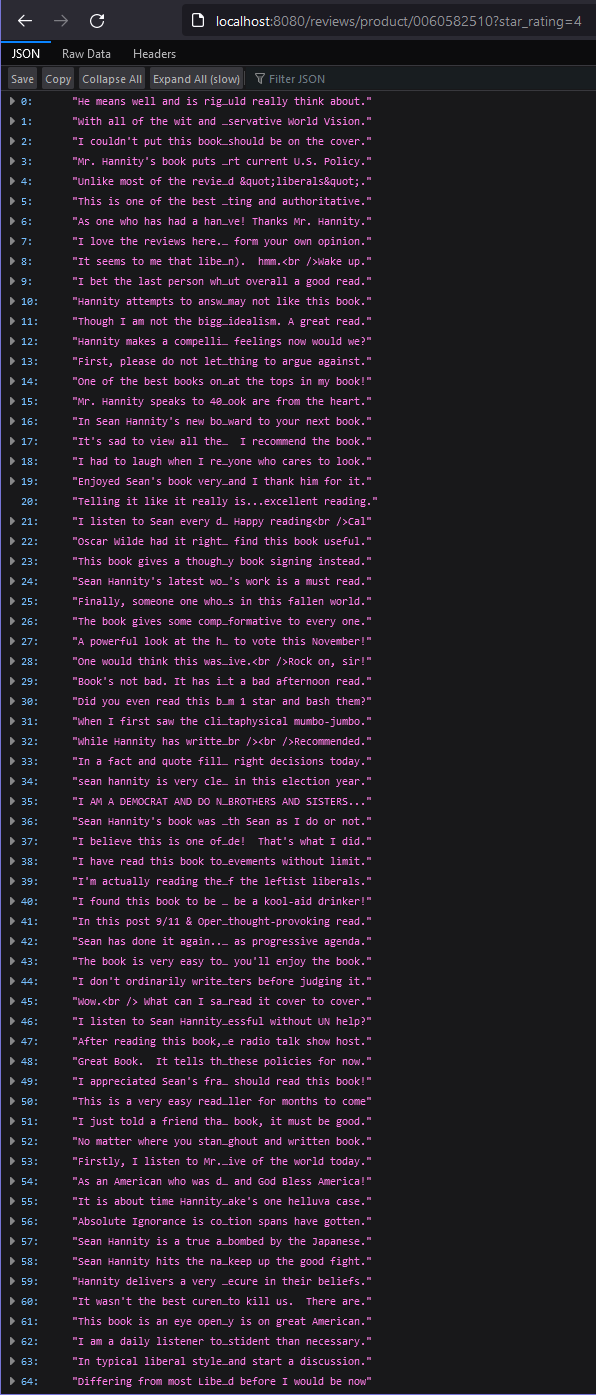 localhost:8080/reviews/product/0060582510?star_rating=4
JSON Raw Data Headers
Save Copy Collapse All Expand All (slow) Filter JSON
0: "He means well and is rig…uld really think about."
1: "With all of the wit and …servative World Vision."
2: "I couldn't put this book…should be on the cover."
3: "Mr. Hannity's book puts …rt current U.S. Policy."
4: "Unlike most of the revie…d &quot;liberals&quot;."
5: "This is one of the best …ting and authoritative."
6: "As one who has had a han…ve! Thanks Mr. Hannity."
7: "I love the reviews here.… form your own opinion."
8: "It seems to me that libe…n).  hmm.<br />Wake up."
9: "I bet the last person wh…ut overall a good read."
10: "Hannity attempts to answ…may not like this book."
11: "Though I am not the bigg…idealism. A great read."
12: "Hannity makes a compelli… feelings now would we?"
13: "First, please do not let…thing to argue against."
14: "One of the best books on…at the tops in my book!"
15: "Mr. Hannity speaks to 40…ook are from the heart."
16: "In Sean Hannity's new bo…ward to your next book."
17: "It's sad to view all the…  I recommend the book."
18: "I had to laugh when I re…yone who cares to look."
19: "Enjoyed Sean's book very…and I thank him for it."
20: "Telling it like it really is...excellent reading."
21: "I listen to Sean every d… Happy reading<br />Cal"
22: "Oscar Wilde had it right… find this book useful."
23: "This book gives a though…y book signing instead."
24: "Sean Hannity's latest wo…'s work is a must read."
25: "Finally, someone one who…s in this fallen world."
26: "The book gives some comp…formative to every one."
27: "A powerful look at the h… to vote this November!"
28: "One would think this was…ive.<br />Rock on, sir!"
29: "Book's not bad. It has i…t a bad afternoon read."
30: "Did you even read this b…m 1 star and bash them?"
31: "When I first saw the cli…taphysical mumbo-jumbo."
32: "While Hannity has writte…br /><br />Recommended."
33: "In a fact and quote fill… right decisions today."
34: "sean hannity is very cle… in this election year."
35: "I AM A DEMOCRAT AND DO N…BROTHERS AND SISTERS..."
36: "Sean Hannity's book was …th Sean as I do or not."
37: "I believe this is one of…de!  That's what I did."
38: "I have read this book to…evements without limit."
39: "I'm actually reading the…f the leftist liberals."
40: "I found this book to be … be a kool-aid drinker!"
41: "In this post 9/11 & Oper…thought-provoking read."
42: "Sean has done it again..… as progressive agenda."
43: "The book is very easy to… you'll enjoy the book."
44: "I don't ordinarily write…ters before judging it."
45: "Wow.<br /> What can I sa…read it cover to cover."
46: "I listen to Sean Hannity…essful without UN help?"
47: "After reading this book,…e radio talk show host."
48: "Great Book.  It tells th…these policies for now."
49: "I appreciated Sean's fra… should read this book!"
50: "This is a very easy read…ller for months to come"
51: "I just told a friend tha… book, it must be good."
52: "No matter where you stan…ghout and written book."
53: "Firstly, I listen to Mr.…ive of the world today."
54: "As an American who was d… and God Bless America!"
55: "It is about time Hannity…ake's one helluva case."
56: "Absolute Ignorance is co…tion spans have gotten."
57: "Sean Hannity is a true a…bombed by the Japanese."
58: "Sean Hannity hits the na…keep up the good fight."
59: "Hannity delivers a very …ecure in their beliefs."
60: "It wasn't the best curen…to kill us.  There are."
61: "This book is an eye open…y is on great American."
62: "I am a daily listener to…stident than necessary."
63: "In typical liberal style…and start a discussion."
64: "Differing from most Libe…d before I would be now"